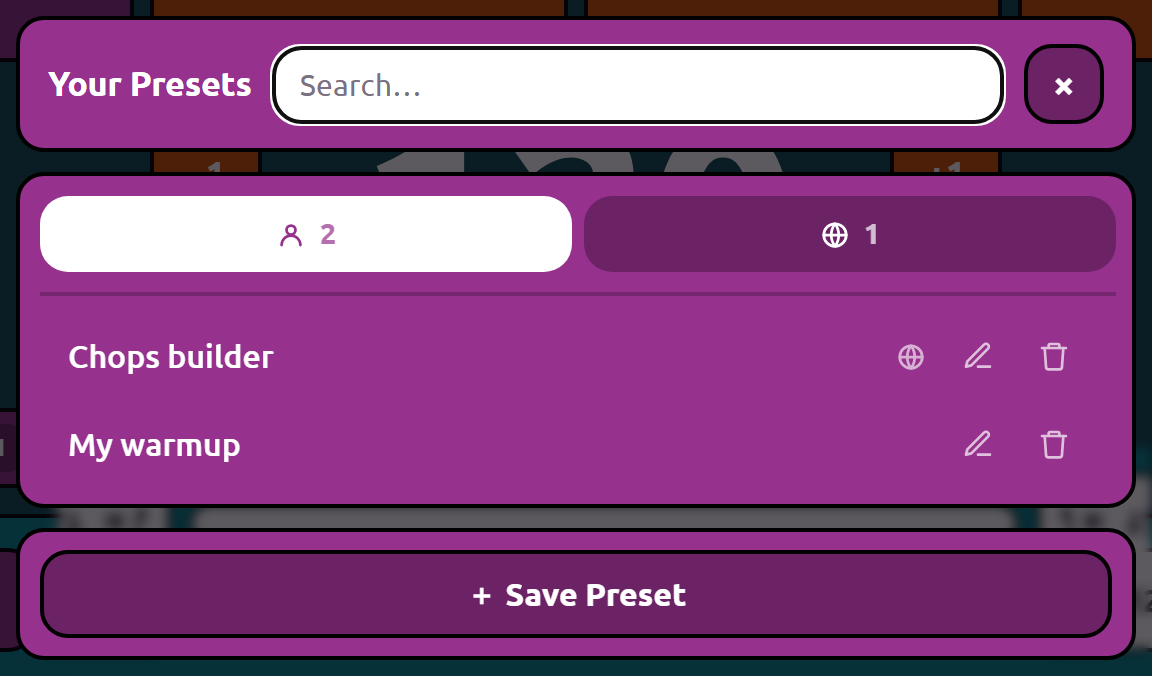 Your Presets
Search...
×
2
1
Chops builder
My warmup
+ Save Preset